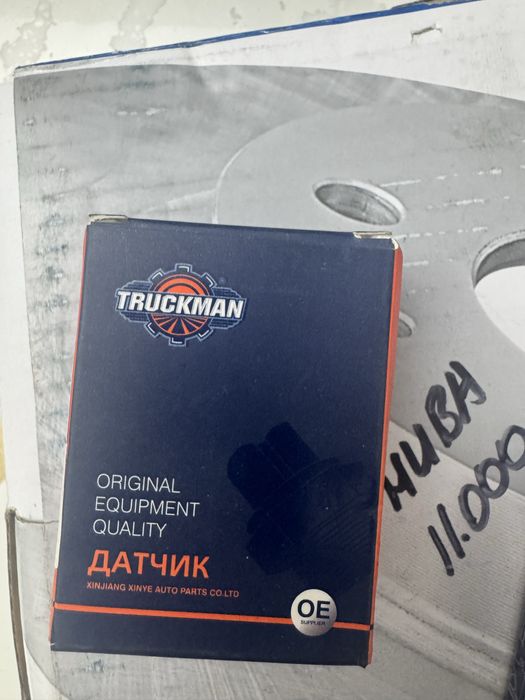 TRUCKMAN
ORIGINAL
EQUIPMENT
QUALITY
ДАТЧИК
XINJIANG XINYE AUTO PARTS CO.LTD
OE
SUPPLIER
НИВА
11.000